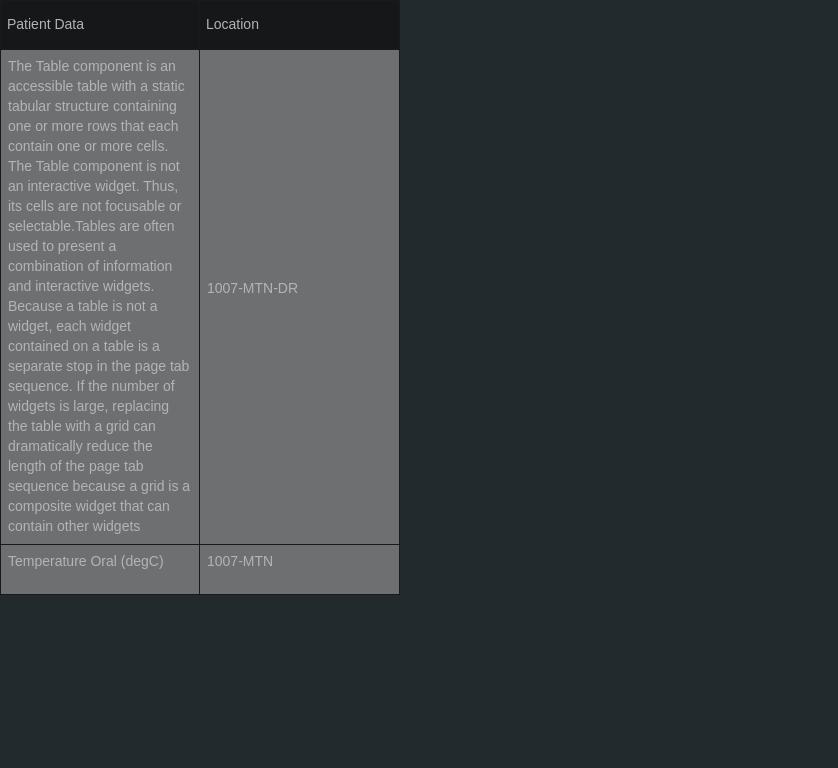 Patient Data
Location
The Table component is an
accessible table with a static
tabular structure containing
one or more rows that each
contain one or more cells.
The Table component is not
an interactive widget. Thus,
its cells are not focusable or
selectable.Tables are often
used to present a
combination of information
and interactive widgets.
Because a table is not a
widget, each widget
contained on a table is a
separate stop in the page tab
sequence. If the number of
widgets is large, replacing
the table with a grid can
dramatically reduce the
length of the page tab
sequence because a grid is a
composite widget that can
contain other widgets
1007-MTN-DR
Temperature Oral (degC)
1007-MTN